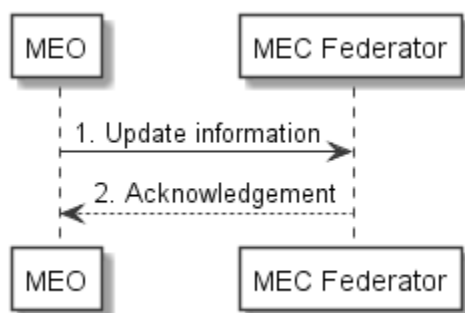 MEO
MEC Federator
1. Update information
2. Acknowledgement
MEO
MEC Federator